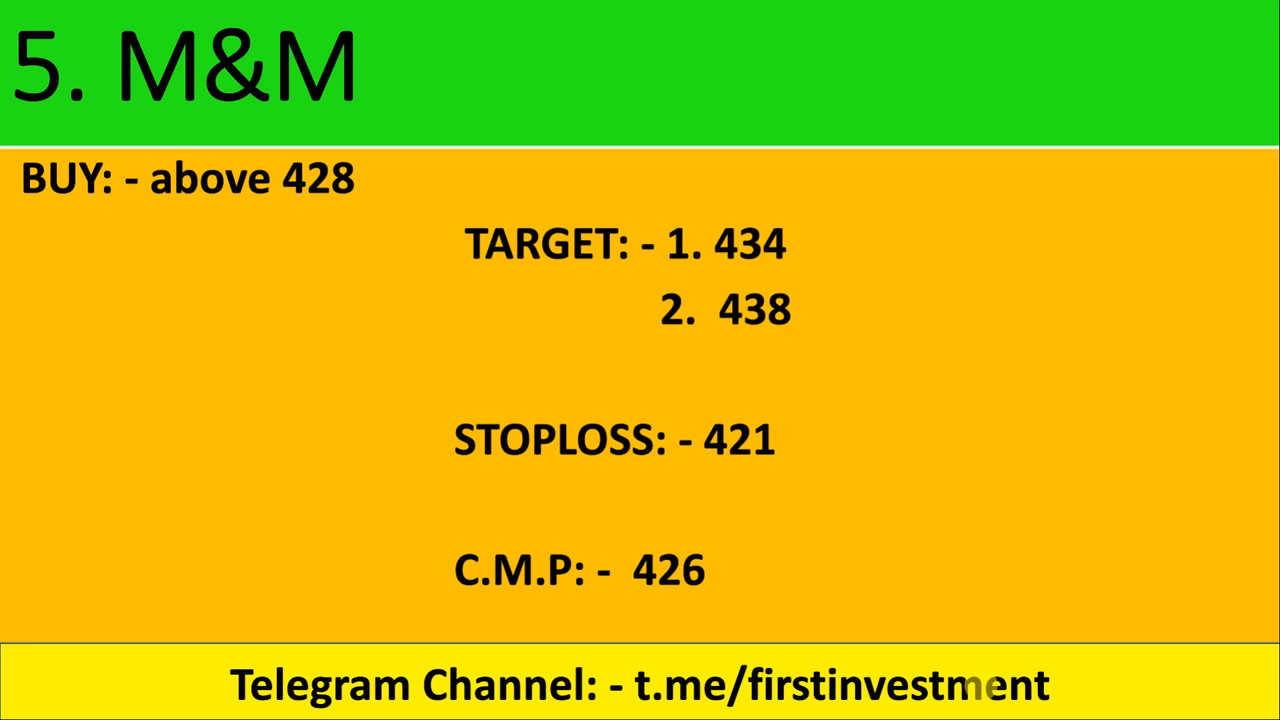 5. M&M
BUY: - above 428
TARGET: - 1. 434
2. 438
STOPLOSS: - 421
C.M.P: - 426
Telegram Channel: - t.me/firstinvestment